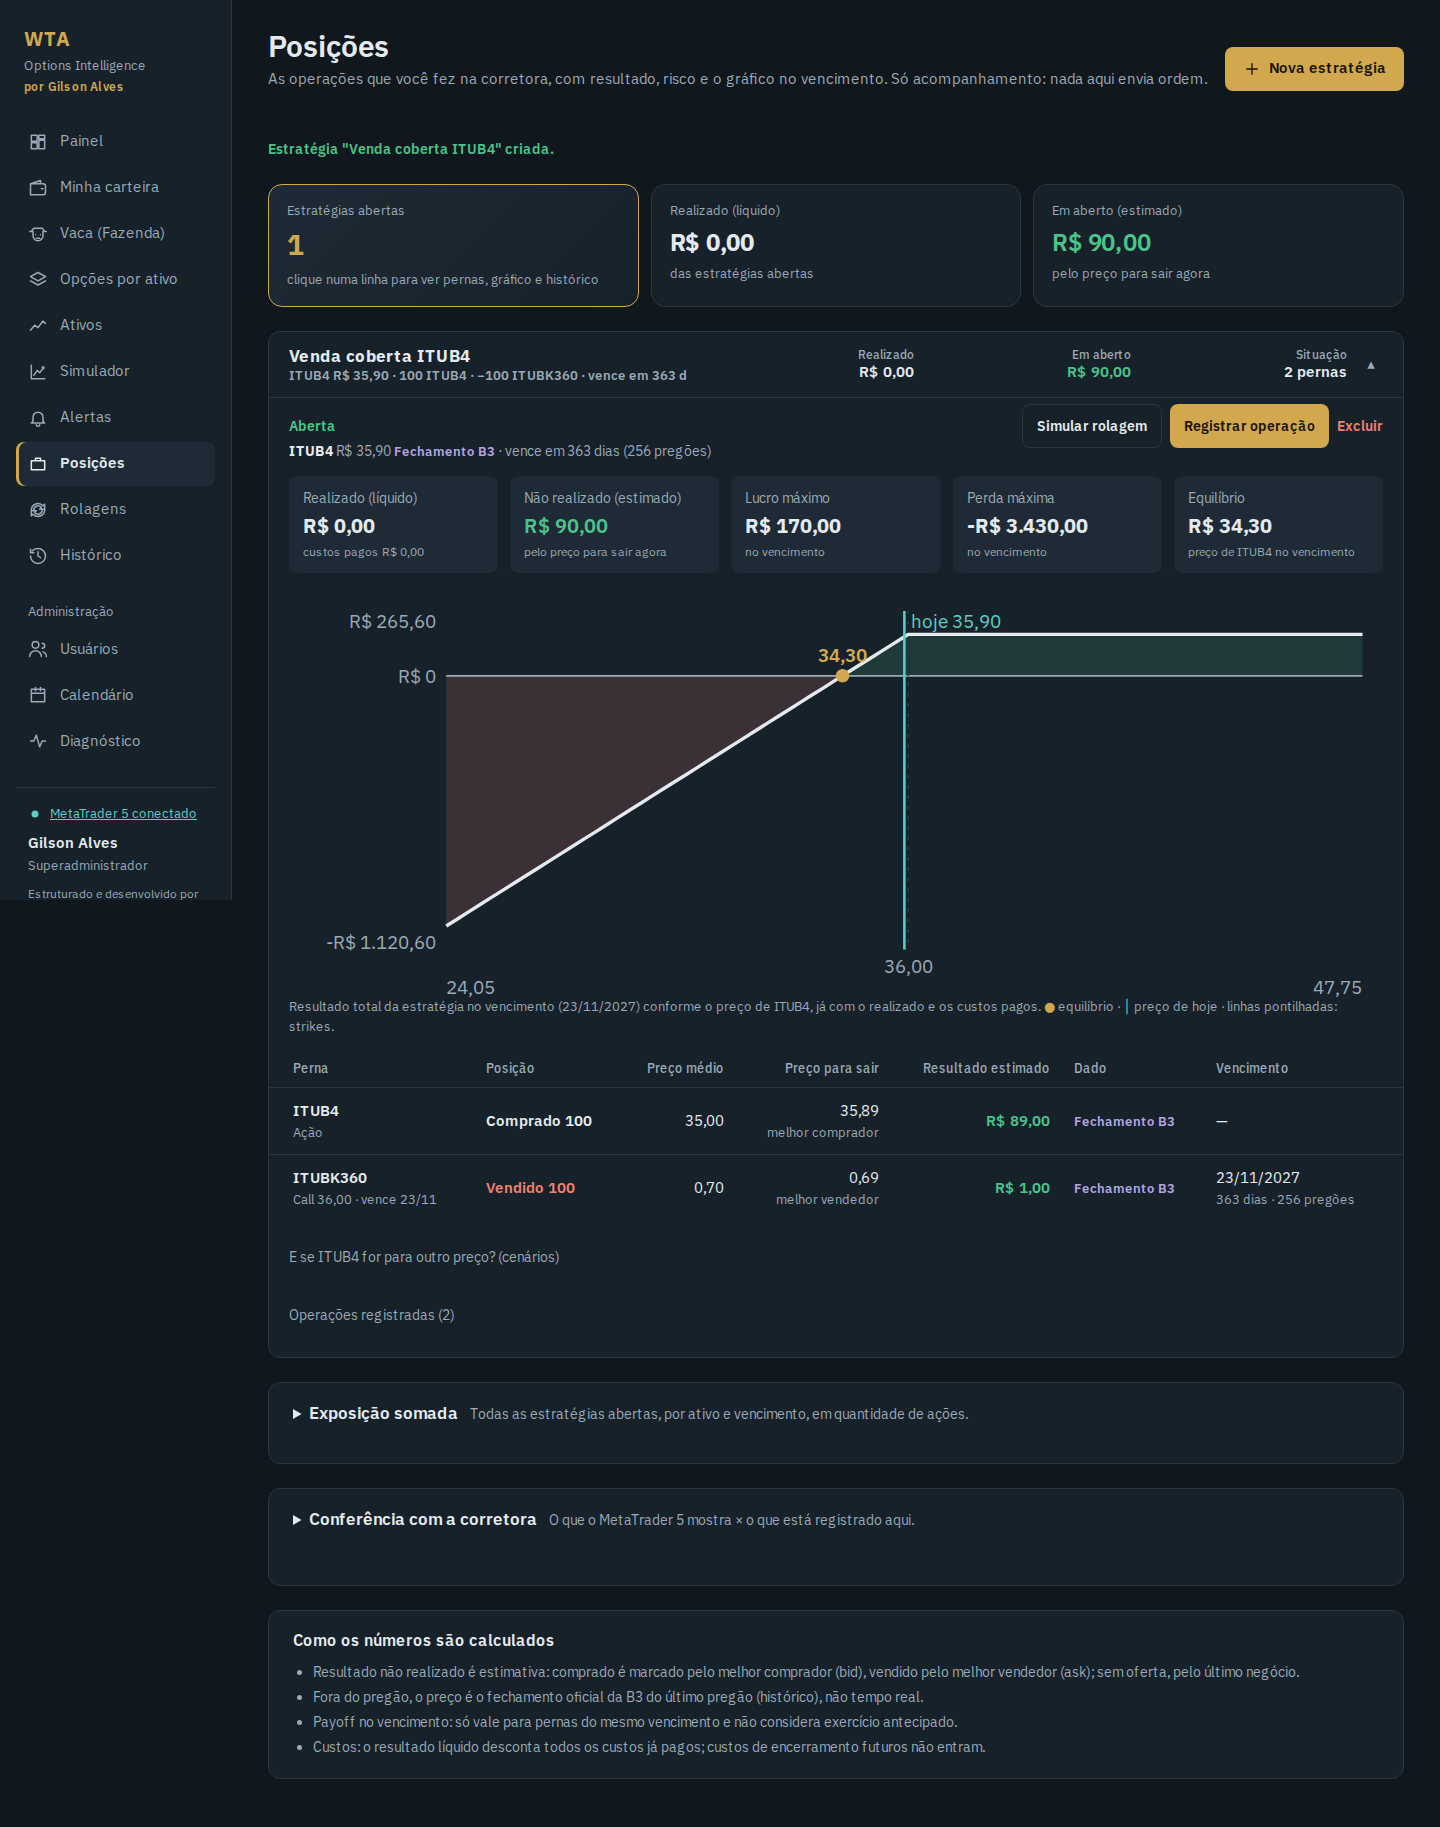 WTA
Options Intelligence
por Gilson Alves
Painel
Minha carteira
Vaca (Fazenda)
Opções por ativo
Ativos
Simulador
Alertas
Posições
Rolagens
Histórico
Administração
Usuários
Calendário
Diagnóstico
MetaTrader 5 conectado
Gilson Alves
Superadministrador
Estruturado e desenvolvido por
Posições
As operações que você fez na corretora, com resultado, risco e o gráfico no vencimento. Só acompanhamento: nada aqui envia ordem.
+ Nova estratégia
Estratégia "Venda coberta ITUB4" criada.
Estratégias abertas
1
clique numa linha para ver pernas, gráfico e histórico
Realizado (líquido)
R$ 0,00
das estratégias abertas
Em aberto (estimado)
R$ 90,00
pelo preço para sair agora
Venda coberta ITUB4
ITUB4 R$ 35,90 · 100 ITUB4 · −100 ITUBK360 · vence em 363 d
Realizado
R$ 0,00
Em aberto
R$ 90,00
Situação
2 pernas
▲
Aberta
ITUB4 R$ 35,90 Fechamento B3 · vence em 363 dias (256 pregões)
Simular rolagem
Registrar operação
Excluir
Realizado (líquido)
R$ 0,00
custos pagos R$ 0,00
Não realizado (estimado)
R$ 90,00
pelo preço para sair agora
Lucro máximo
R$ 170,00
no vencimento
Perda máxima
-R$ 3.430,00
no vencimento
Equilíbrio
R$ 34,30
preço de ITUB4 no vencimento
R$ 265,60
hoje 35,90
34,30
R$ 0
-R$ 1.120,60
36,00
24,05
47,75
Resultado total da estratégia no vencimento (23/11/2027) conforme o preço de ITUB4, já com o realizado e os custos pagos. ● equilíbrio · | preço de hoje · linhas pontilhadas:
strikes.
Perna Posição Preço médio Preço para sair Resultado estimado Dado Vencimento
ITUB4
Ação
Comprado 100
35,00
35,89
melhor comprador
R$ 89,00
Fechamento B3
—
ITUBK360
Call 36,00 · vence 23/11
Vendido 100
0,70
0,69
melhor vendedor
R$ 1,00
Fechamento B3
23/11/2027
363 dias · 256 pregões
E se ITUB4 for para outro preço? (cenários)
Operações registradas (2)
▶ Exposição somada Todas as estratégias abertas, por ativo e vencimento, em quantidade de ações.
▶ Conferência com a corretora O que o MetaTrader 5 mostra × o que está registrado aqui.
Como os números são calculados
• Resultado não realizado é estimativa: comprado é marcado pelo melhor comprador (bid), vendido pelo melhor vendedor (ask); sem oferta, pelo último negócio.
• Fora do pregão, o preço é o fechamento oficial da B3 do último pregão (histórico), não tempo real.
• Payoff no vencimento: só vale para pernas do mesmo vencimento e não considera exercício antecipado.
• Custos: o resultado líquido desconta todos os custos já pagos; custos de encerramento futuros não entram.